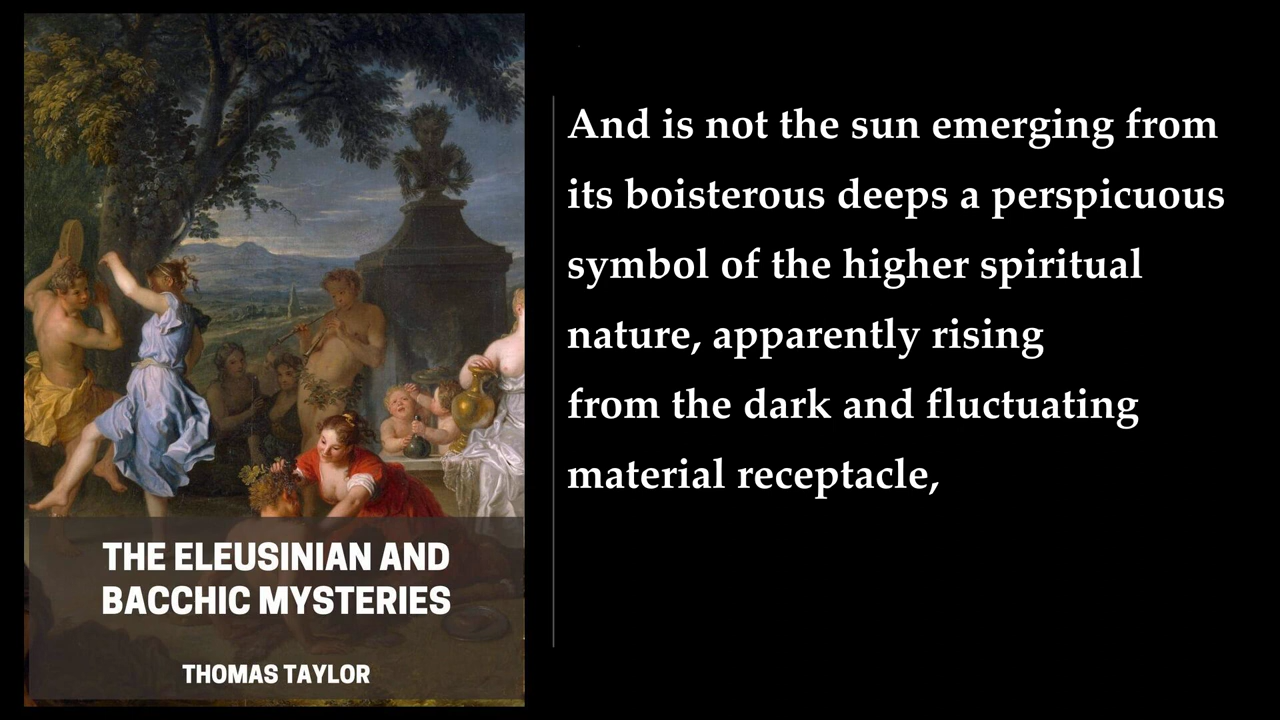 And is not the sun emerging from
its boisterous deeps a perspicuous
symbol of the higher spiritual
nature, apparently rising
from the dark and fluctuating
material receptacle,
THE ELEUSINIAN AND
BACCHIC MYSTERIES
THOMAS TAYLOR